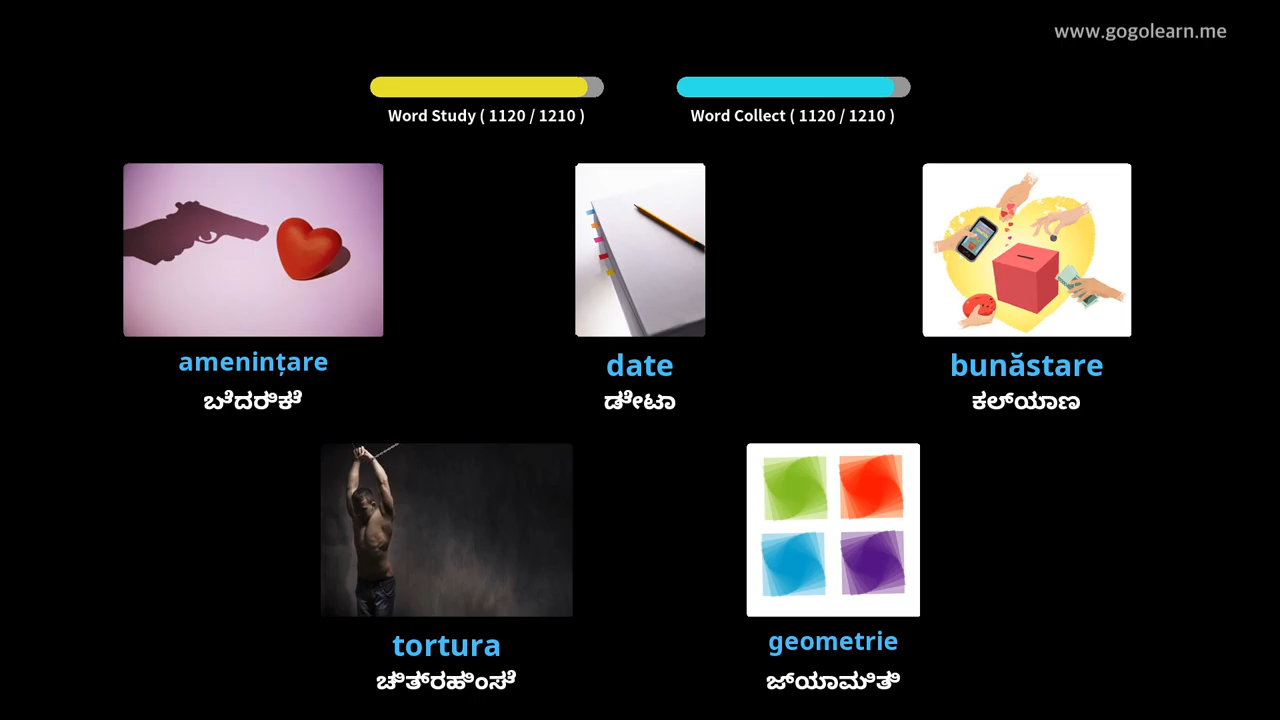 www.gogolearn.me
Word Study ( 1120 / 1210 )
Word Collect ( 1120 / 1210 )
amenințare
ಬೆದರಿಕೆ
date
ಡೇಟಾ
bunăstare
ಕಲ್ಯಾಣ
tortura
ಚಿತ್ರಹಿಂಸೆ
geometrie
ಜ್ಯಾಮಿತಿ